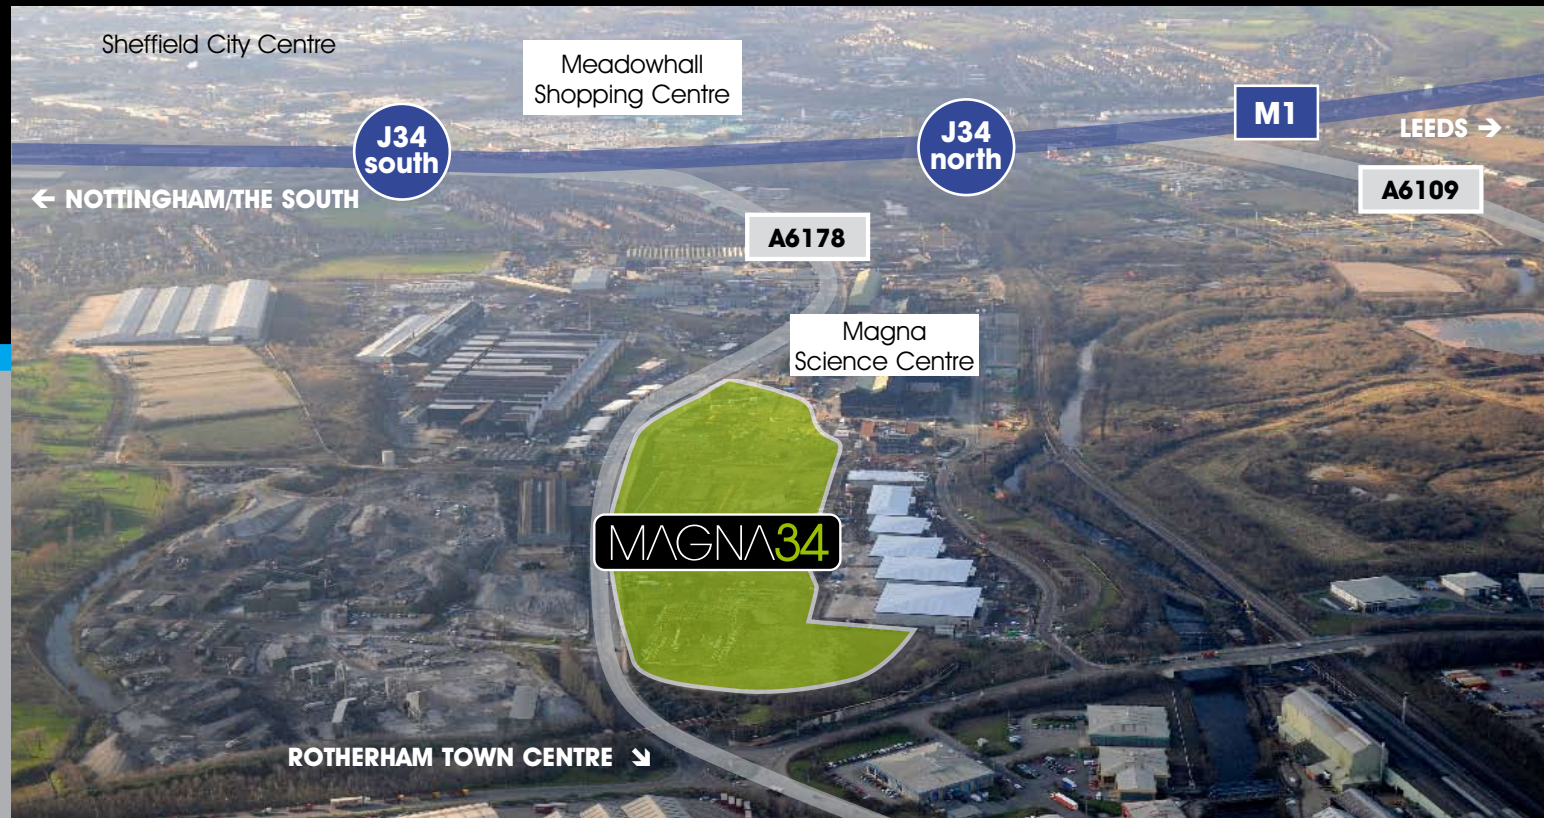 Sheffield City Centre
Meadowhall
Shopping Centre
J34
south
J34
north
M1
LEEDS →
← NOTTINGHAM/THE SOUTH
A6109
A6178
Magna
Science Centre
MAGNA34
ROTHERHAM TOWN CENTRE ↘